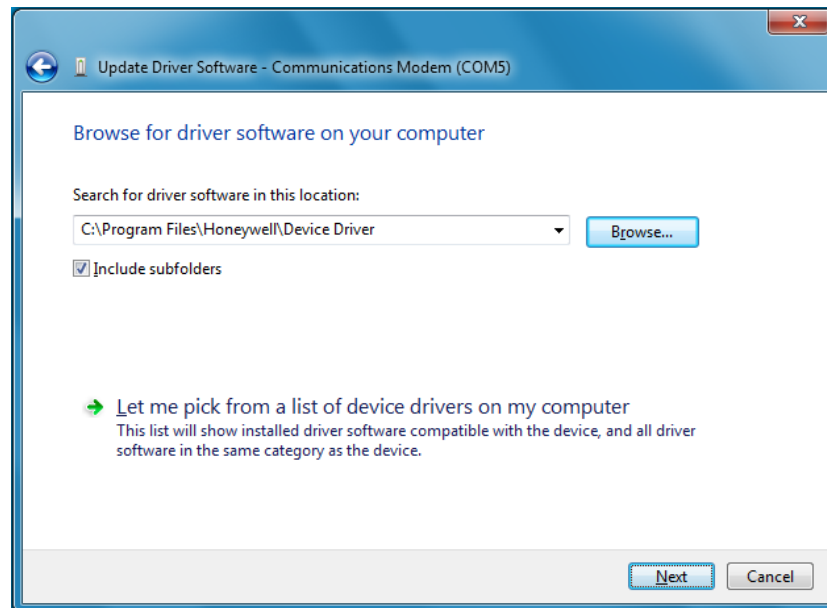 Update Driver Software - Communications Modem (COM5)
Browse for driver software on your computer
Search for driver software in this location:
C:\Program Files\Honeywell\Device Driver
Browse...
Include subfolders
Let me pick from a list of device drivers on my computer
This list will show installed driver software compatible with the device, and all driver
software in the same category as the device.
Next
Cancel